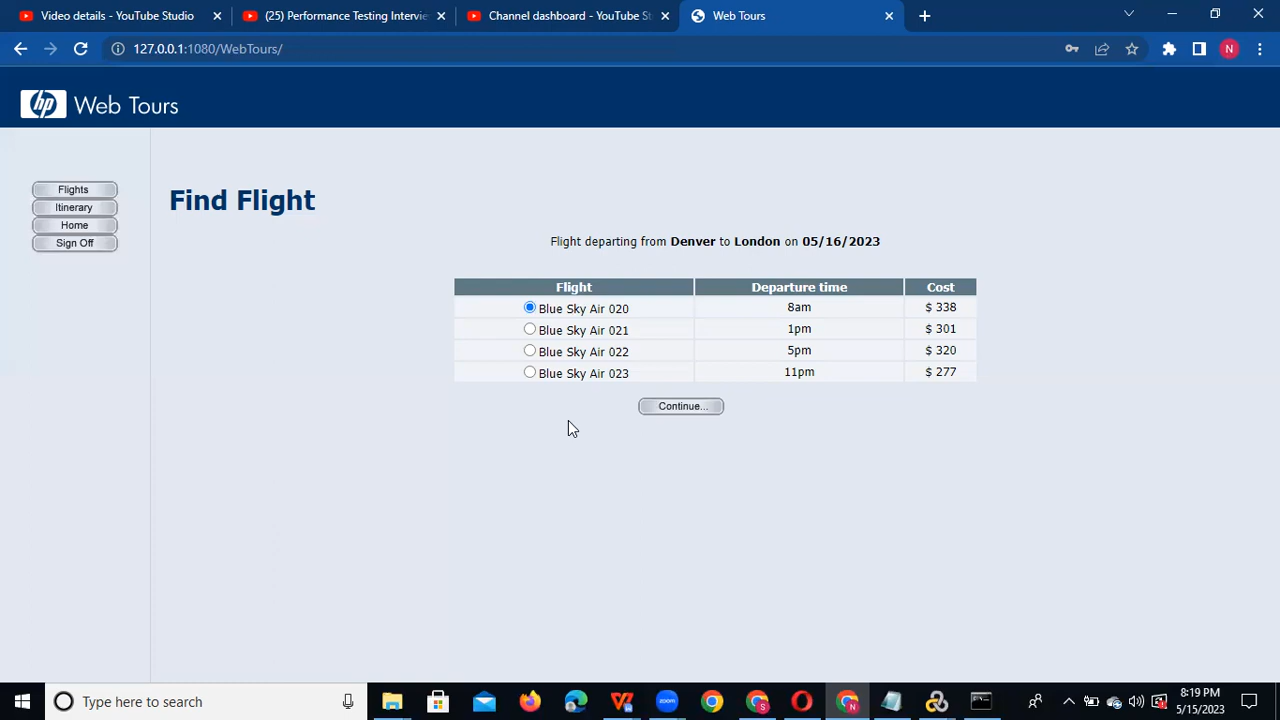 Video details - YouTube Studio
(25) Performance Testing Intervie
Channel dashboard - YouTube St
Web Tours
127.0.0.1:1080/WebTours/
N
hp Web Tours
Flights
Itinerary
Home
Sign Off
Find Flight
Flight departing from Denver to London on 05/16/2023
Flight Departure time Cost
Blue Sky Air 020 8am $ 338
Blue Sky Air 021 1pm $ 301
Blue Sky Air 022 5pm $ 320
Blue Sky Air 023 11pm $ 277
Continue...
Type here to search
zoom
S
N
8:19 PM
5/15/2023